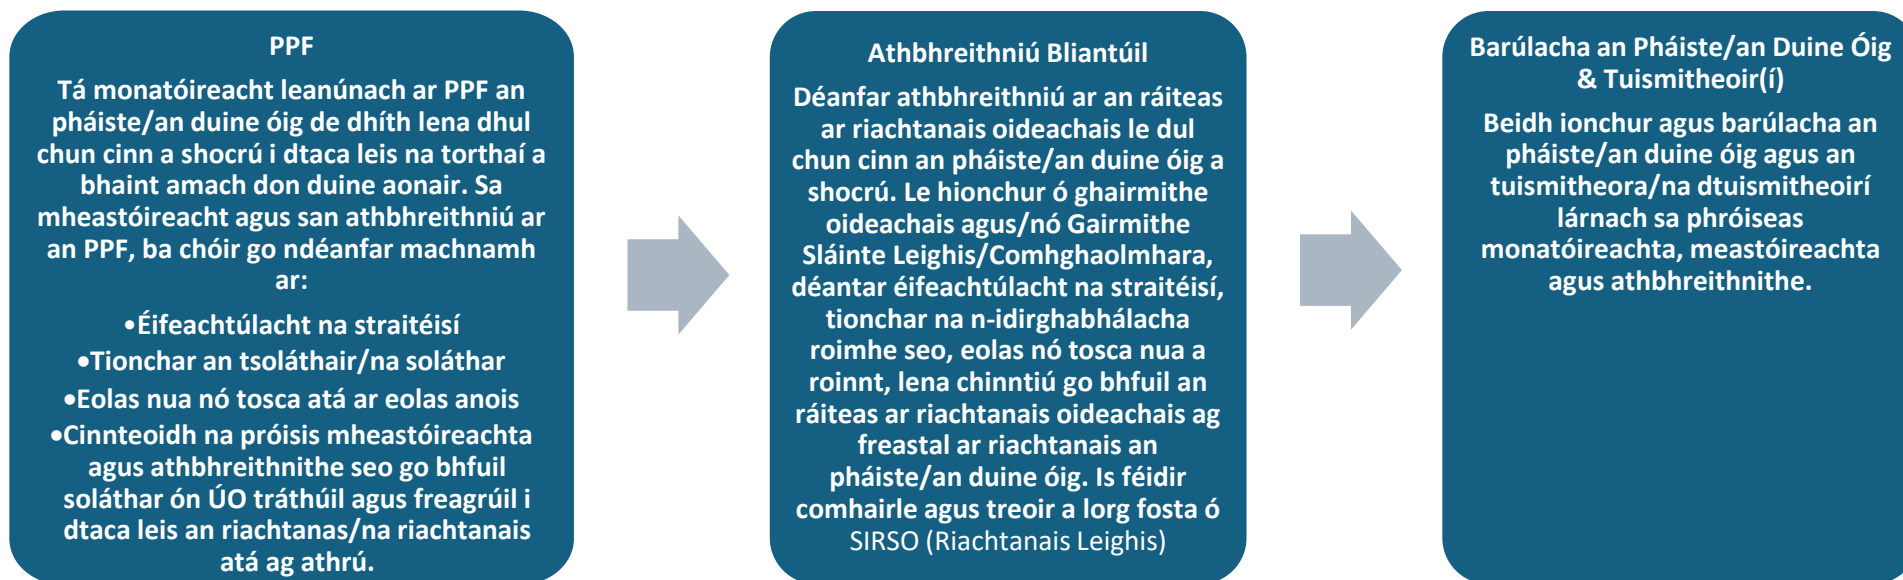 PPF
Tá monatóireacht leanúnach ar PPF an
pháiste/an duine óig de dhíth lena dhul
chun cinn a shocrú i dtaca leis na torthaí a
bhaint amach don duine aonair. Sa
mheastóireacht agus san athbhreithniú ar
an PPF, ba chóir go ndéanfar machnamh
ar:
•Éifeachtúlacht na straitéisí
•Tionchar an tsoláthair/na soláthar
•Eolas nua nó tosca atá ar eolas anois
•Cinnteoidh na próisis mheastóireachta
agus athbhreithnithe seo go bhfuil
soláthar ón ÚO tráthúil agus freagrúil i
dtaca leis an riachtanas/na riachtanais
atá ag athrú.
Athbhreithniú Bliantúil
Déanfar athbhreithniú ar an ráiteas
ar riachtanais oideachais le dul
chun cinn an pháiste/an duine óig a
shocrú. Le hionchur ó ghairmithe
oideachais agus/nó Gairmithe
Sláinte Leighis/Comhghaolmhara,
déantar éifeachtúlacht na straitéisí,
tionchar na n-idirghabhálacha
roimhe seo, eolas nó tosca nua a
roinnt, lena chinntiú go bhfuil an
ráiteas ar riachtanais oideachais ag
freastal ar riachtanais an
pháiste/an duine óig. Is féidir
comhairle agus treoir a lorg fosta ó
SIRSO (Riachtanais Leighis)
Barúlacha an Pháiste/an Duine Óig
& Tuismitheoir(í)
Beidh ionchur agus barúlacha an
pháiste/an duine óig agus an
tuismitheora/na dtuismitheoirí
lárnach sa phróiseas
monatóireachta, meastóireachta
agus athbhreithnithe.